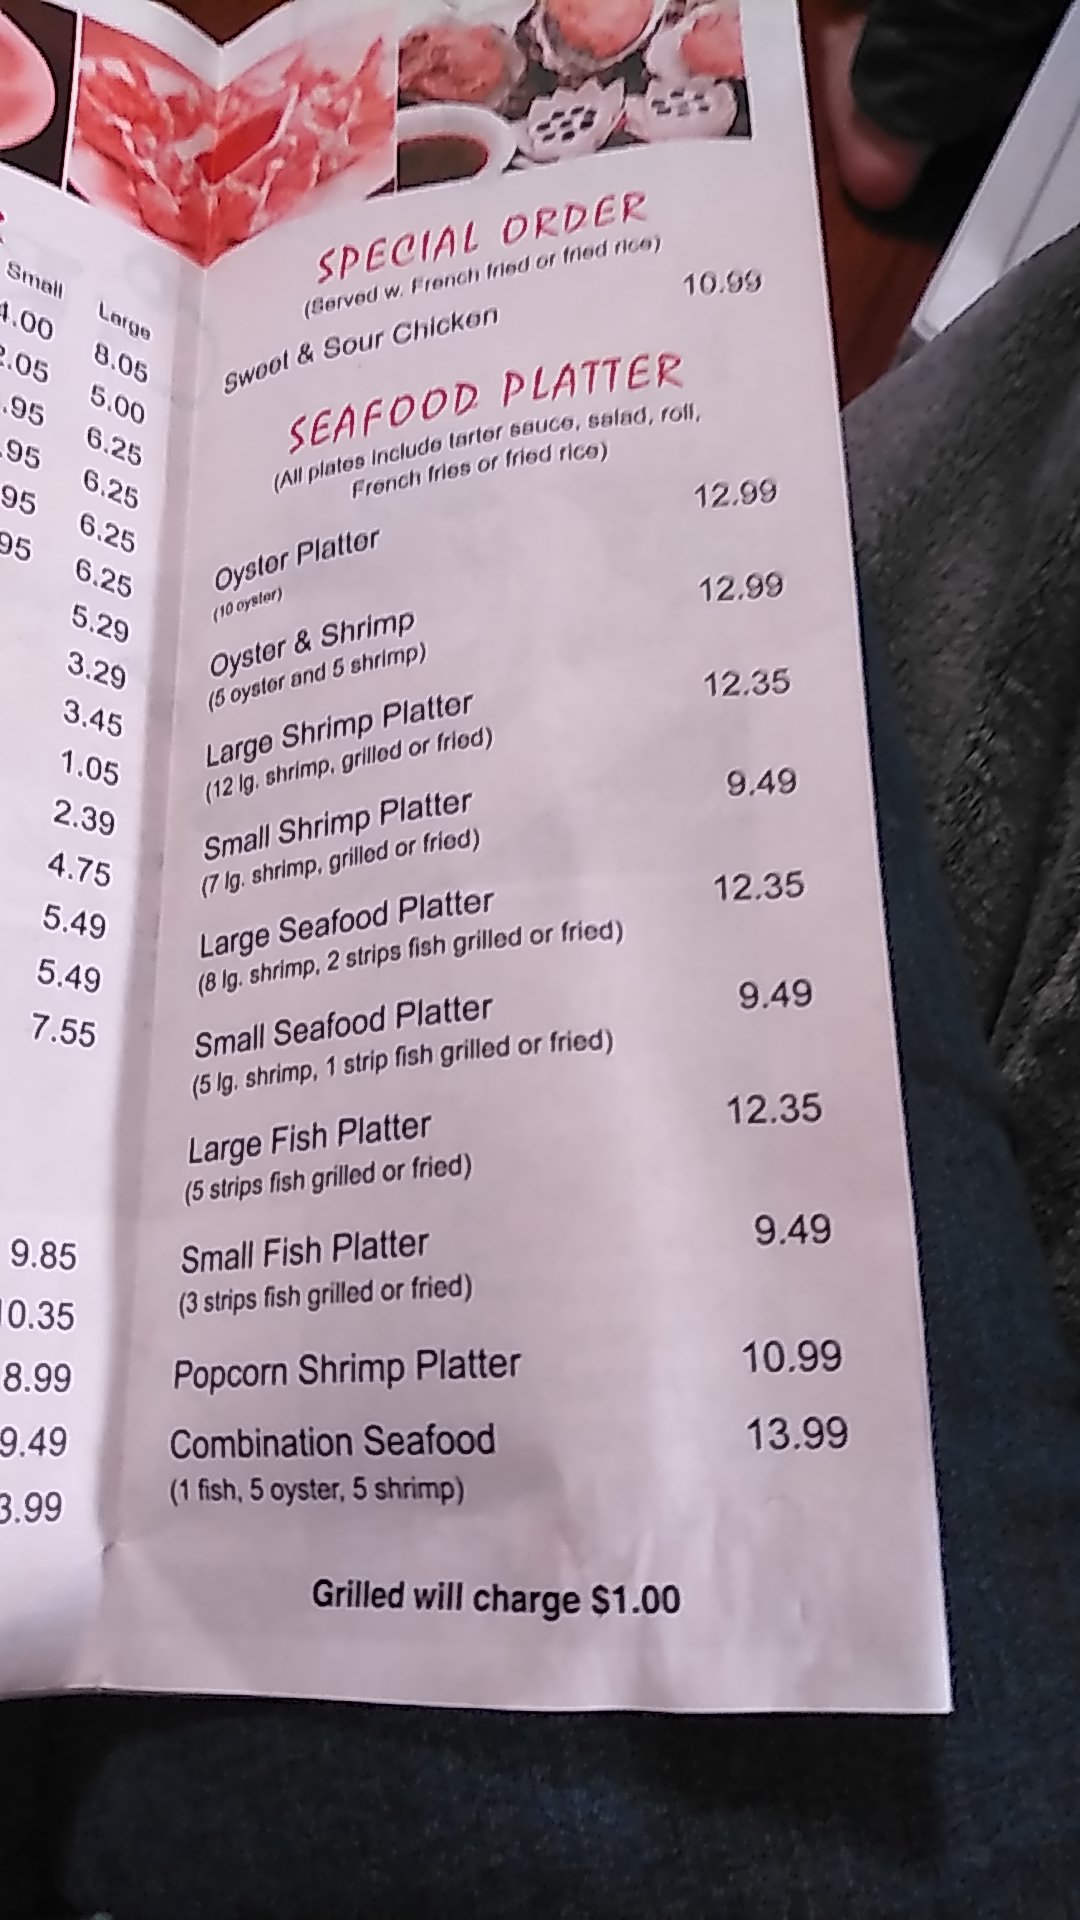 Small Large
8.05
5.00
6.25
6.25
6.25
6.25
5.29
3.29
3.45
1.05
2.39
4.75
5.49
5.49
7.55
9.85
0.35
8.99
9.49
3.99
SPECIAL ORDER
(Served w. French fried or fried rice)
Sweet & Sour Chicken 10.99
SEAFOOD PLATTER
(All plates include tarter sauce, salad, roll,
French fries or fried rice)
Oyster Platter 12.99
(10 oyster)
Oyster & Shrimp 12.99
(5 oyster and 5 shrimp)
Large Shrimp Platter 12.35
(12 lg. shrimp, grilled or fried)
Small Shrimp Platter 9.49
(7 lg. shrimp, grilled or fried)
Large Seafood Platter 12.35
(8 lg. shrimp, 2 strips fish grilled or fried)
Small Seafood Platter 9.49
(5 lg. shrimp, 1 strip fish grilled or fried)
Large Fish Platter 12.35
(5 strips fish grilled or fried)
Small Fish Platter 9.49
(3 strips fish grilled or fried)
Popcorn Shrimp Platter 10.99
Combination Seafood 13.99
(1 fish, 5 oyster, 5 shrimp)
Grilled will charge $1.00